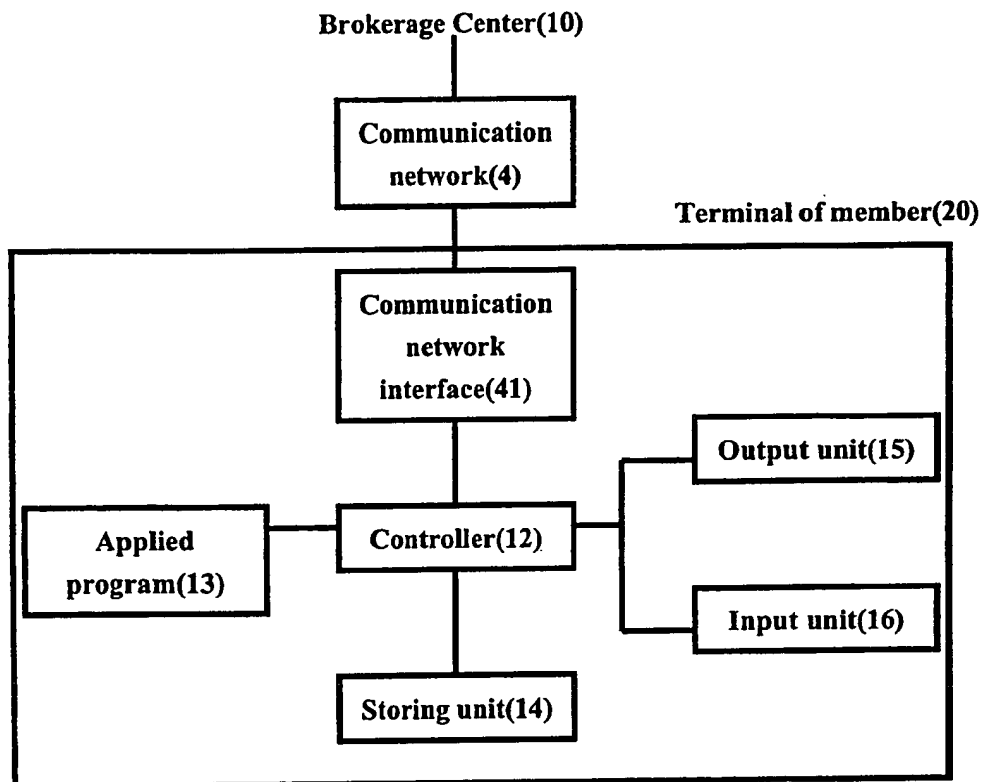 Brokerage Center(10)
Communication
network(4)
Terminal of member(20)
Communication
network
interface(41)
Output unit(15)
Applied
program(13)
Controller(12)
Input unit(16)
Storing unit(14)